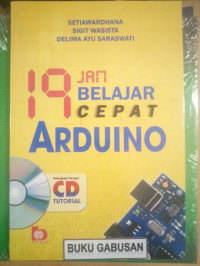 SETIAWARDHANA
SIGIT WASISTA
DELIMA AYU SARASWATI
19 JAM
BELAJAR
CEPAT
ARDUINO
CD
TUTORIAL
BUKU GABUSAN